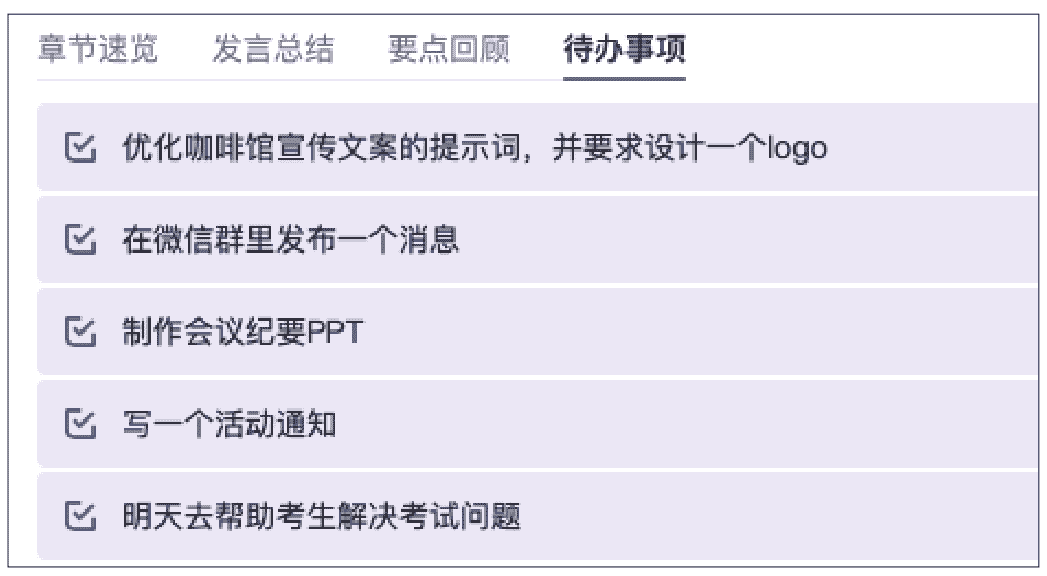 章节速览 发言总结 要点回顾 待办事项
优化咖啡馆宣传文案的提示词，并要求设计一个logo
在微信群里发布一个消息
制作会议纪要PPT
写一个活动通知
明天去帮助考生解决考试问题